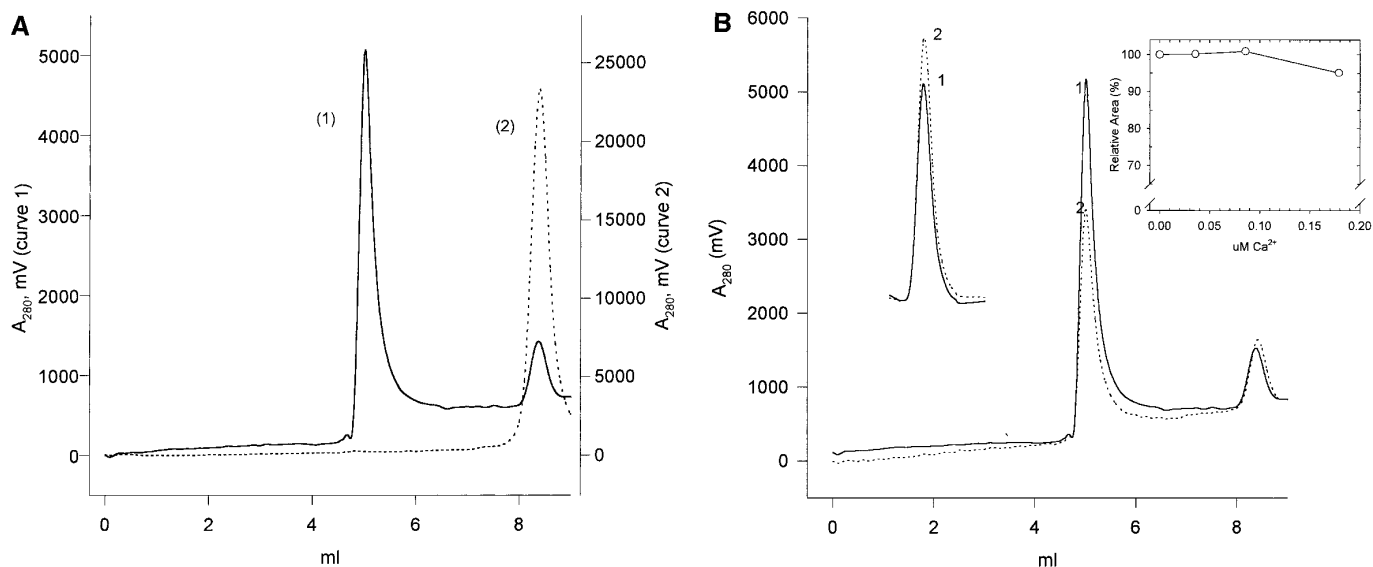 A
A280, mV (curve 1)
5000
4000
3000
2000
1000
0
(1)
(2)
25000
20000
15000
10000
5000
0
A280, mV (curve 2)
0 2 4 6 8
ml
B
A280 (mV)
6000
5000
4000
3000
2000
1000
0
2
1
1
2
Relative Area (%)
100
90
80
70
0
0.00 0.05 0.10 0.15 0.20
uM Ca2+
0 2 4 6 8
ml